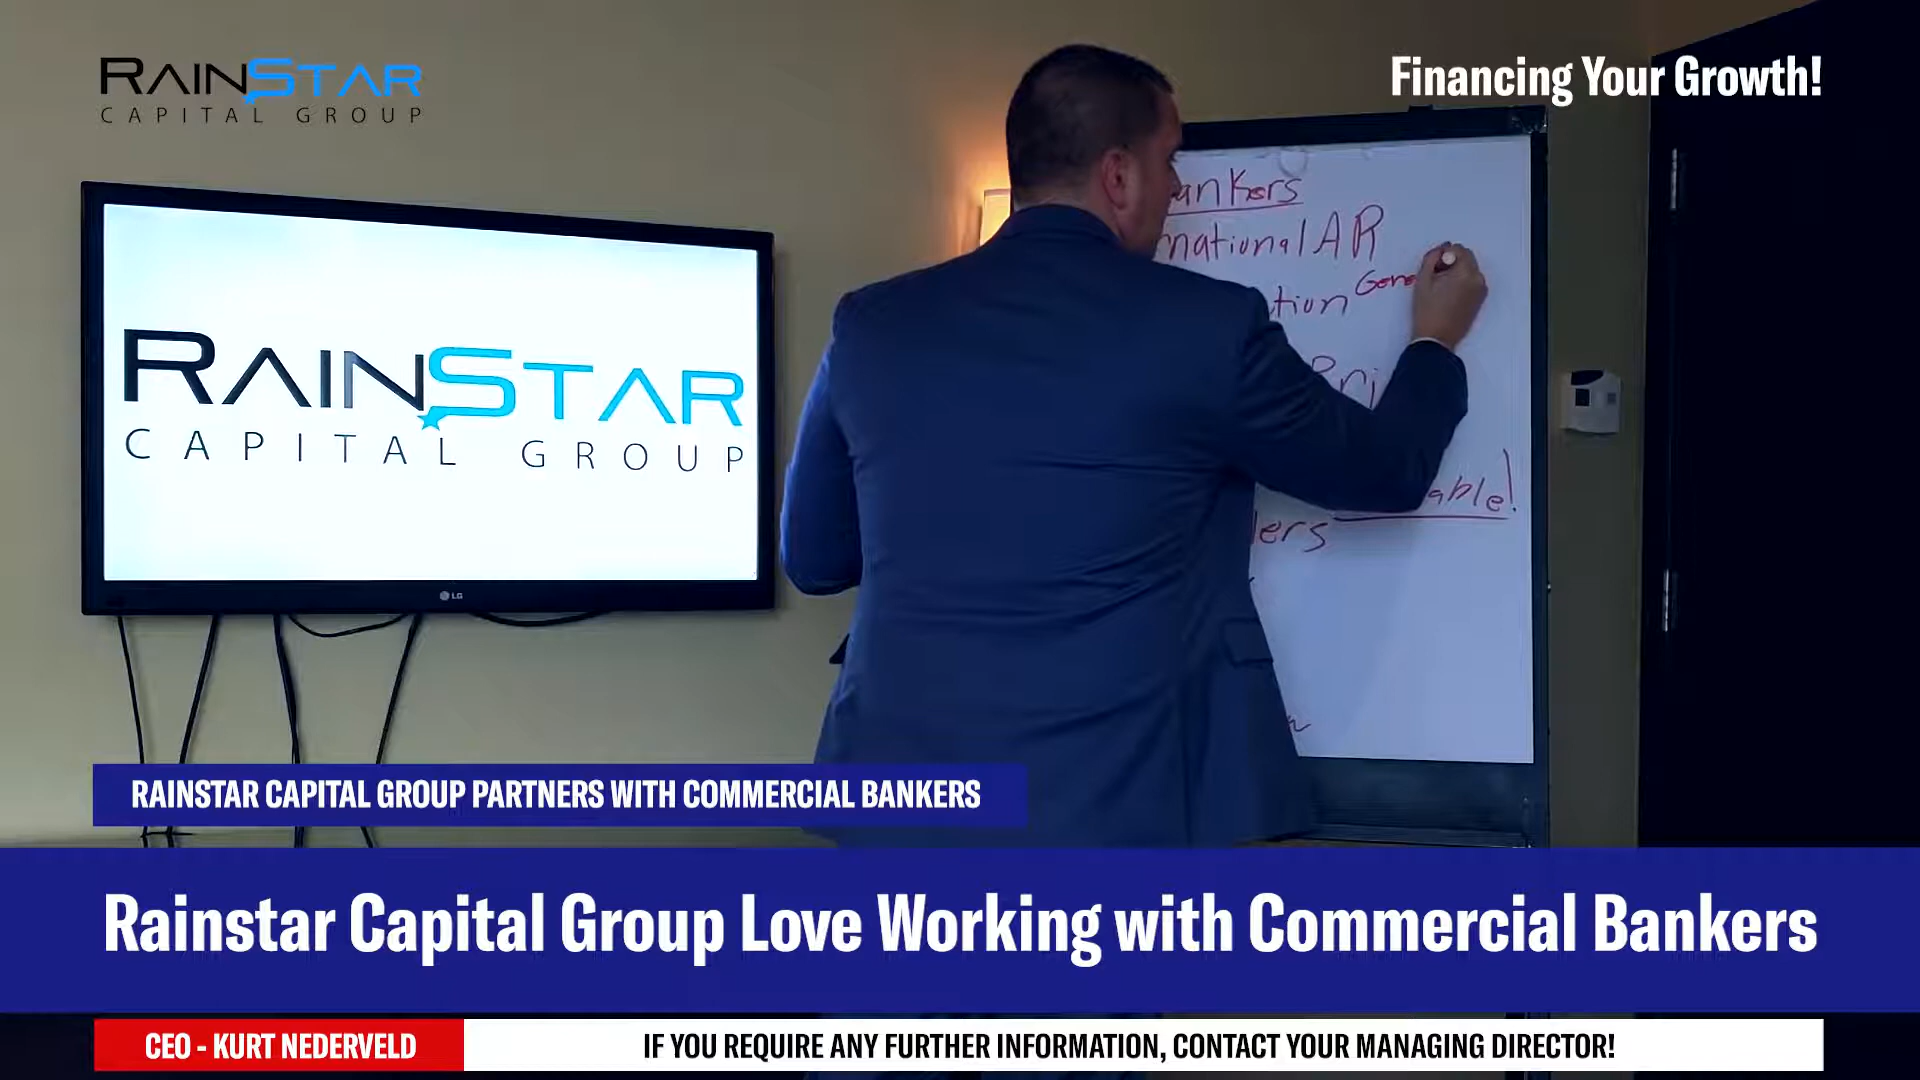 RAINSTAR
CAPITAL GROUP
Financing Your Growth!
ankers
national AR
tion Gene
Pri
able!
lers
RAINSTAR
CAPITAL GROUP
LG
RAINSTAR CAPITAL GROUP PARTNERS WITH COMMERCIAL BANKERS
Rainstar Capital Group Love Working with Commercial Bankers
CEO - KURT NEDERVELD
IF YOU REQUIRE ANY FURTHER INFORMATION, CONTACT YOUR MANAGING DIRECTOR!